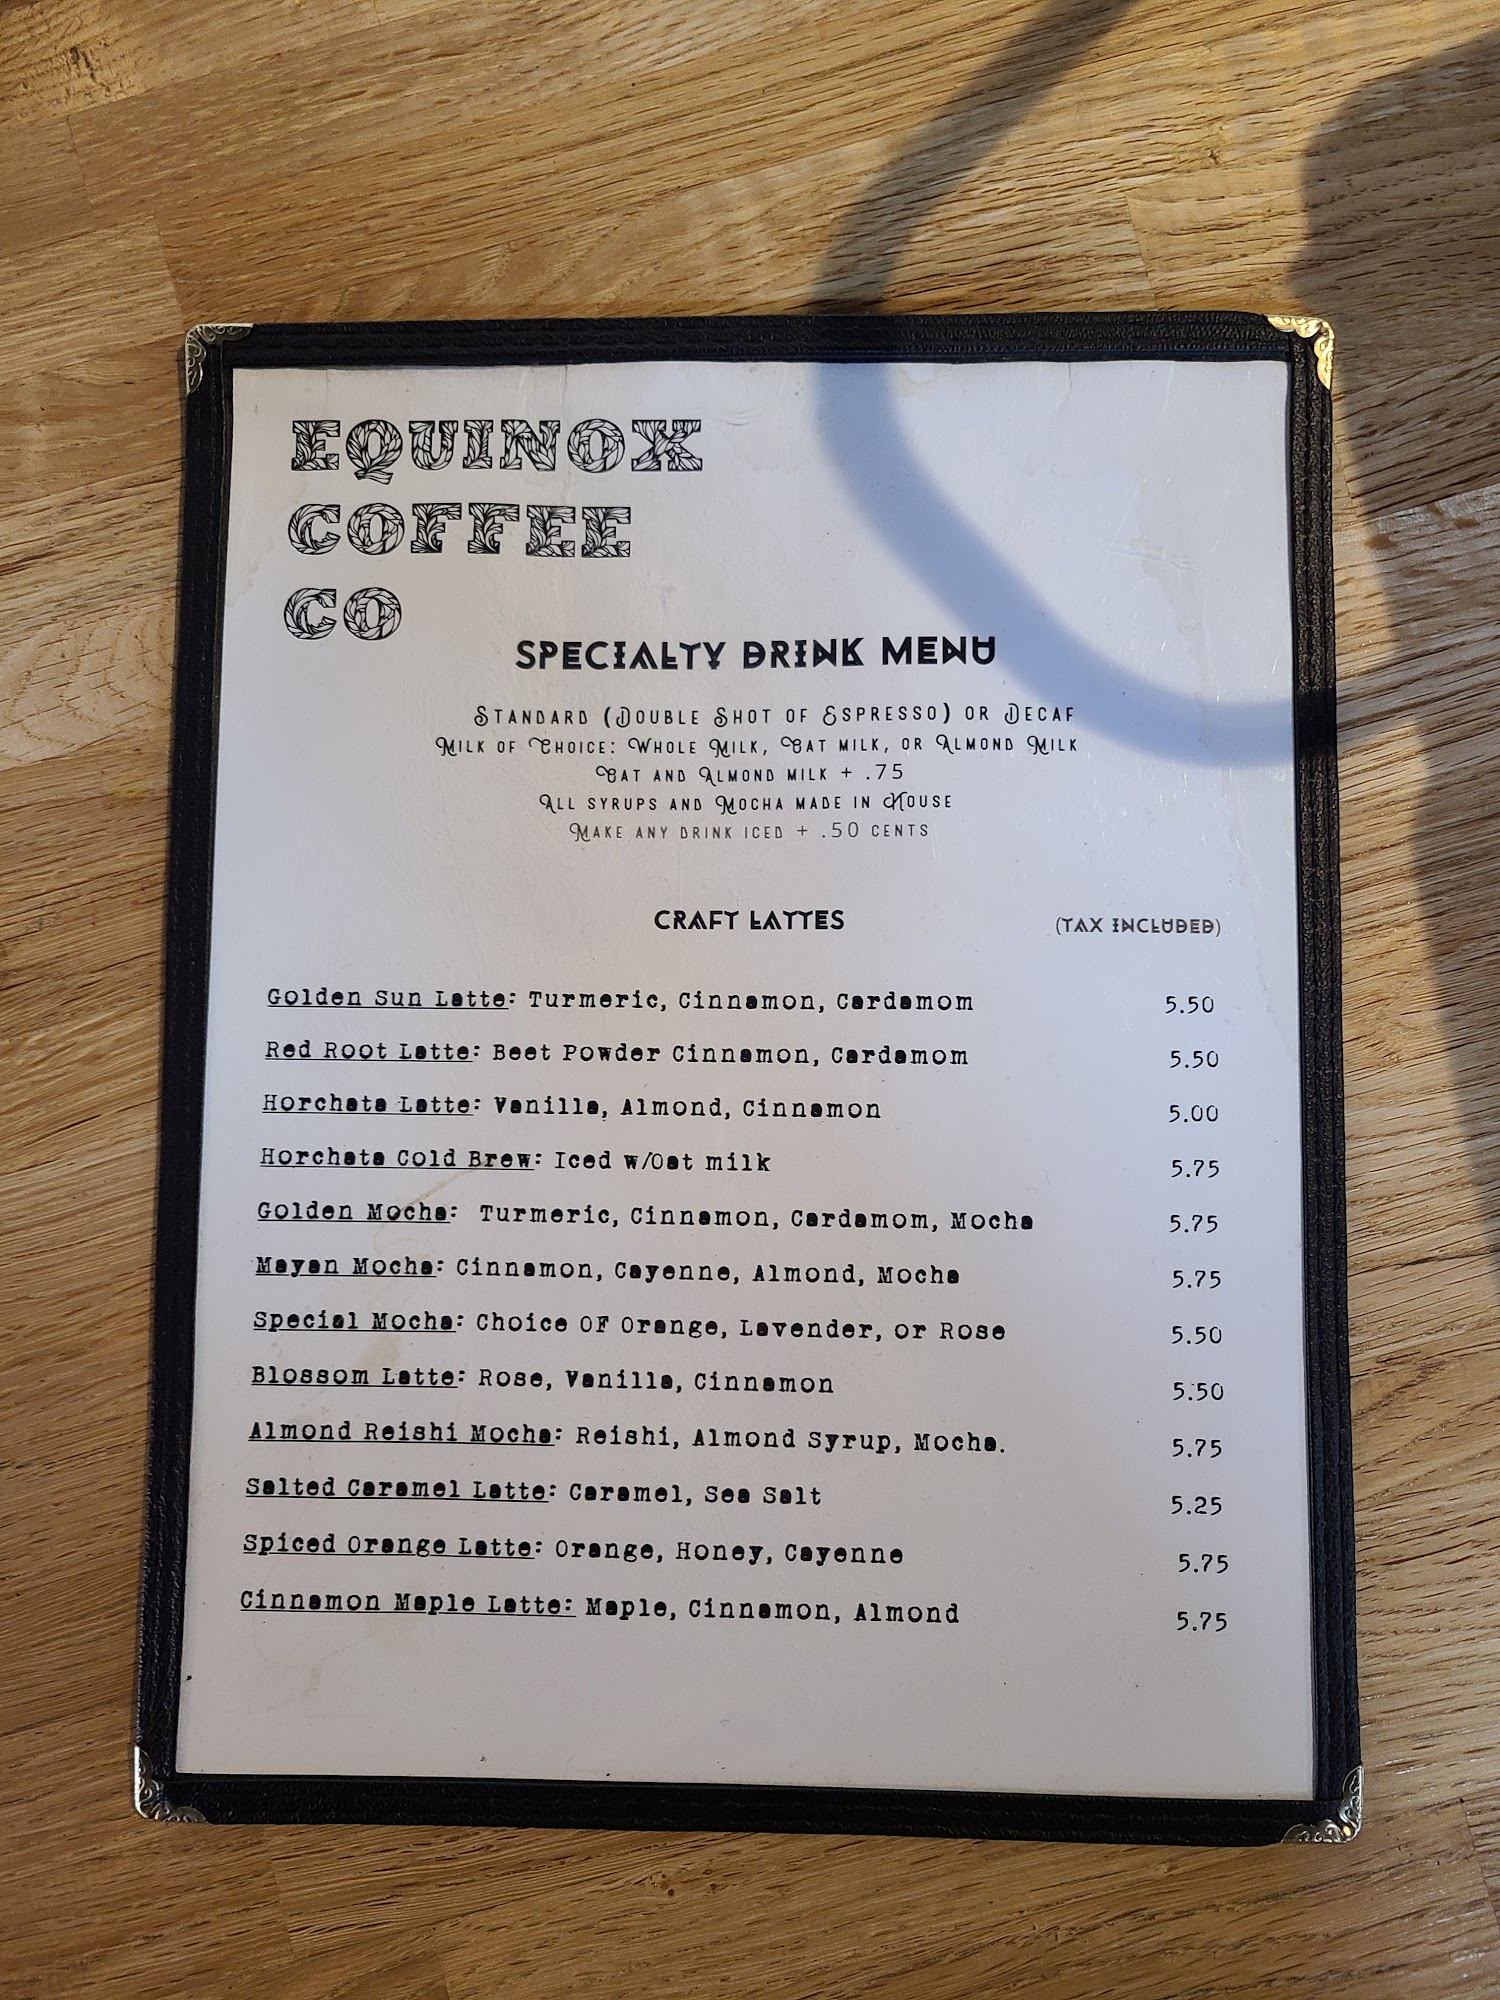 EQUINOX
COFFEE
CO
SPECIALTY DRINK MENU
STANDARD (DOUBLE SHOT OF ESPRESSO) OR DECAF
MILK OF CHOICE: WHOLE MILK, OAT MILK, OR ALMOND MILK
OAT AND ALMOND MILK + .75
ALL SYRUPS AND MOCHA MADE IN HOUSE
MAKE ANY DRINK ICED + .50 CENTS
CRAFT LATTES (TAX INCLUDED)
Golden Sun Latte: Turmeric, Cinnamon, Cardamom 5.50
Red Root Latte: Beet Powder Cinnamon, Cardamom 5.50
Horchata Latte: Vanilla, Almond, Cinnamon 5.00
Horchata Cold Brew: Iced w/Oat milk 5.75
Golden Mocha: Turmeric, Cinnamon, Cardamom, Mocha 5.75
Mayan Mocha: Cinnamon, Cayenne, Almond, Mocha 5.75
Special Mocha: Choice OF Orange, Lavender, or Rose 5.50
Blossom Latte: Rose, Vanilla, Cinnamon 5.50
Almond Reishi Mocha: Reishi, Almond Syrup, Mocha. 5.75
Salted Caramel Latte: Caramel, Sea Salt 5.25
Spiced Orange Latte: Orange, Honey, Cayenne 5.75
Cinnamon Maple Latte: Maple, Cinnamon, Almond 5.75